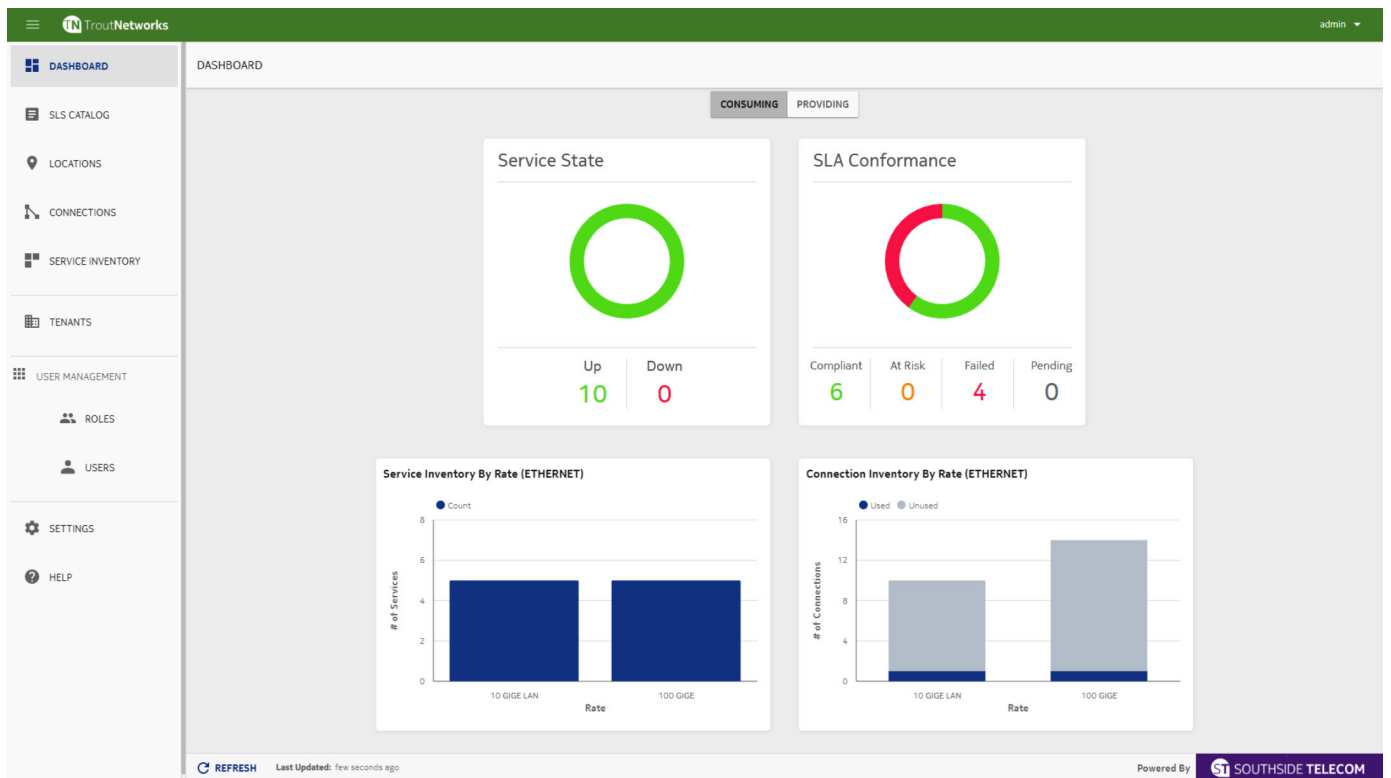 TN TroutNetworks
admin
DASHBOARD
SLS CATALOG
LOCATIONS
CONNECTIONS
SERVICE INVENTORY
TENANTS
USER MANAGEMENT
ROLES
USERS
SETTINGS
HELP
DASHBOARD
CONSUMING PROVIDING
Service State
Up Down
10 0
SLA Conformance
Compliant At Risk Failed Pending
6 0 4 0
Service Inventory By Rate (ETHERNET)
Count
# of Services
8
6
4
2
0
10 GIGE LAN 100 GIGE
Rate
Connection Inventory By Rate (ETHERNET)
Used Unused
# of Connections
16
12
8
4
0
10 GIGE LAN 100 GIGE
Rate
REFRESH Last Updated: few seconds ago
Powered By ST SOUTHSIDE TELECOM